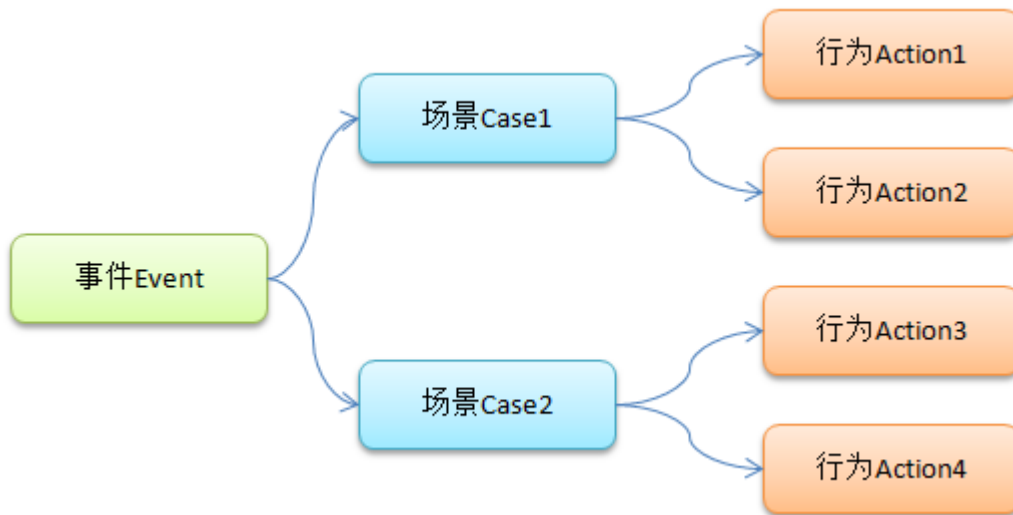 行为Action1
场景Case1
行为Action2
事件Event
行为Action3
场景Case2
行为Action4